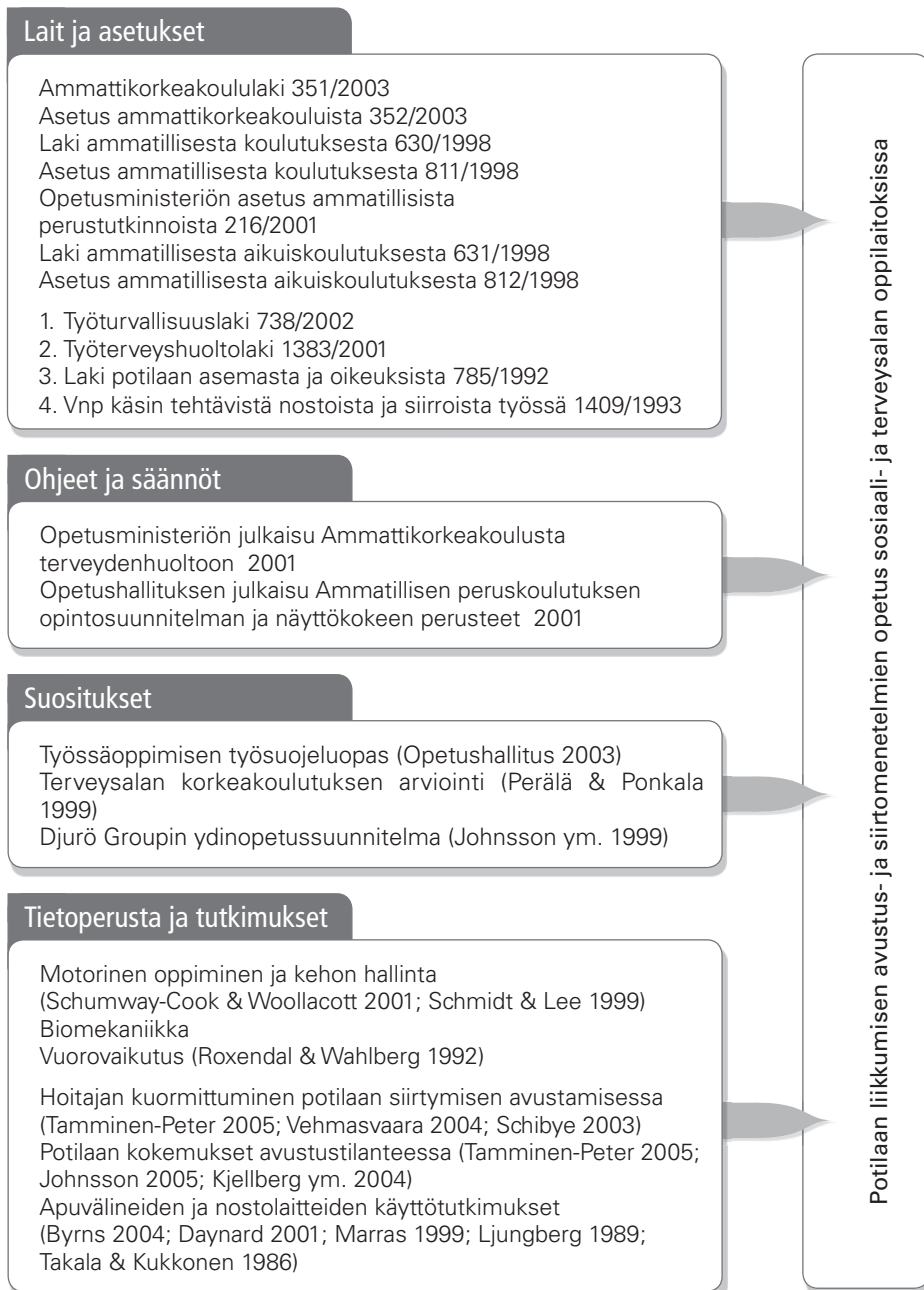 Lait ja asetukset
Ammattikorkeakoululaki 351/2003
Asetus ammattikorkeakouluista 352/2003
Laki ammatillisesta koulutuksesta 630/1998
Asetus ammatillisesta koulutuksesta 811/1998
Opetusministeriön asetus ammatillisista
perustutkinnoista 216/2001
Laki ammatillisesta aikuiskoulutuksesta 631/1998
Asetus ammatillisesta aikuiskoulutuksesta 812/1998
1. Työturvallisuuslaki 738/2002
2. Työterveyshuoltolaki 1383/2001
3. Laki potilaan asemasta ja oikeuksista 785/1992
4. Vnp käsin tehtävistä nostoista ja siirroista työssä 1409/1993
Ohjeet ja säännöt
Opetusministeriön julkaisu Ammattikorkeakoulusta
terveydenhuoltoon 2001
Opetushallituksen julkaisu Ammatillisen peruskoulutuksen
opintosuunnitelman ja näyttökokeen perusteet 2001
Suositukset
Työssäoppimisen työsuojeluopas (Opetushallitus 2003)
Terveysalan korkeakoulutuksen arviointi (Perälä & Ponkala
1999)
Djurö Groupin ydinopetussuunnitelma (Johnsson ym. 1999)
Tietoperusta ja tutkimukset
Motorinen oppiminen ja kehon hallinta
(Schumway-Cook & Woollacott 2001; Schmidt & Lee 1999)
Biomekaniikka
Vuorovaikutus (Roxendal & Wahlberg 1992)
Hoitajan kuormittuminen potilaan siirtymisen avustamisessa
(Tamminen-Peter 2005; Vehmasvaara 2004; Schibye 2003)
Potilaan kokemukset avustustilanteessa (Tamminen-Peter 2005;
Johnsson 2005; Kjellberg ym. 2004)
Apuvälineiden ja nostolaitteiden käyttötutkimukset
(Byrns 2004; Daynard 2001; Marras 1999; Ljungberg 1989;
Takala & Kukkonen 1986)
Potilaan liikkumisen avustus- ja siirtomenetelmien opetus sosiaali- ja terveysalan oppilaitoksissa